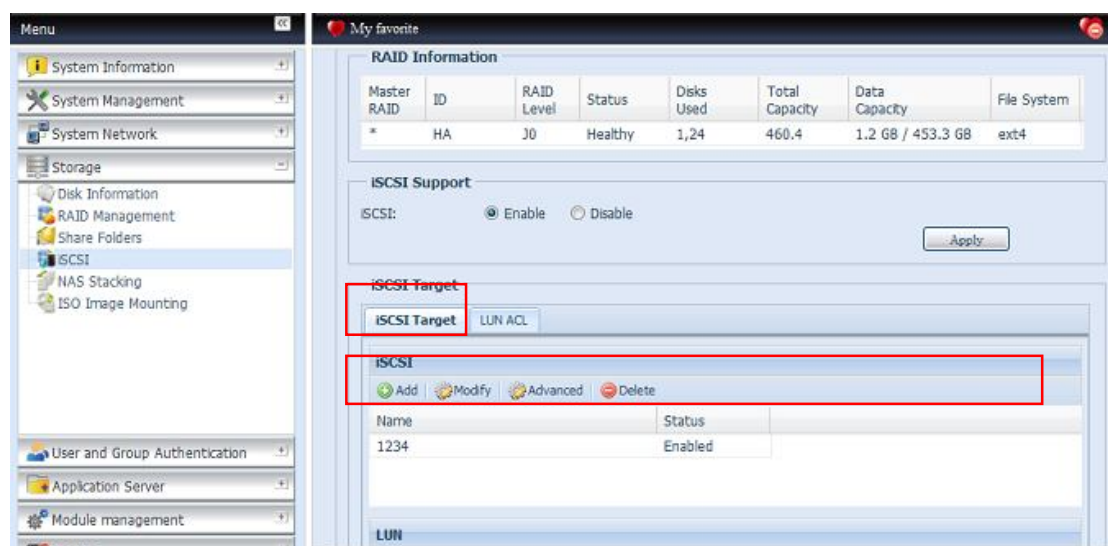 Menu
My favorite
System Information
System Management
System Network
Storage
Disk Information
RAID Management
Share Folders
iSCSI
NAS Stacking
ISO Image Mounting
User and Group Authentication
Application Server
Module management
RAID Information
Master RAID ID RAID Level Status Disks Used Total Capacity Data Capacity File System
* HA J0 Healthy 1,24 460.4 1.2 GB / 453.3 GB ext4
iSCSI Support
iSCSI: Enable Disable
Apply
iSCSI Target
iSCSI Target LUN ACL
iSCSI
Add Modify Advanced Delete
Name Status
1234 Enabled
LUN